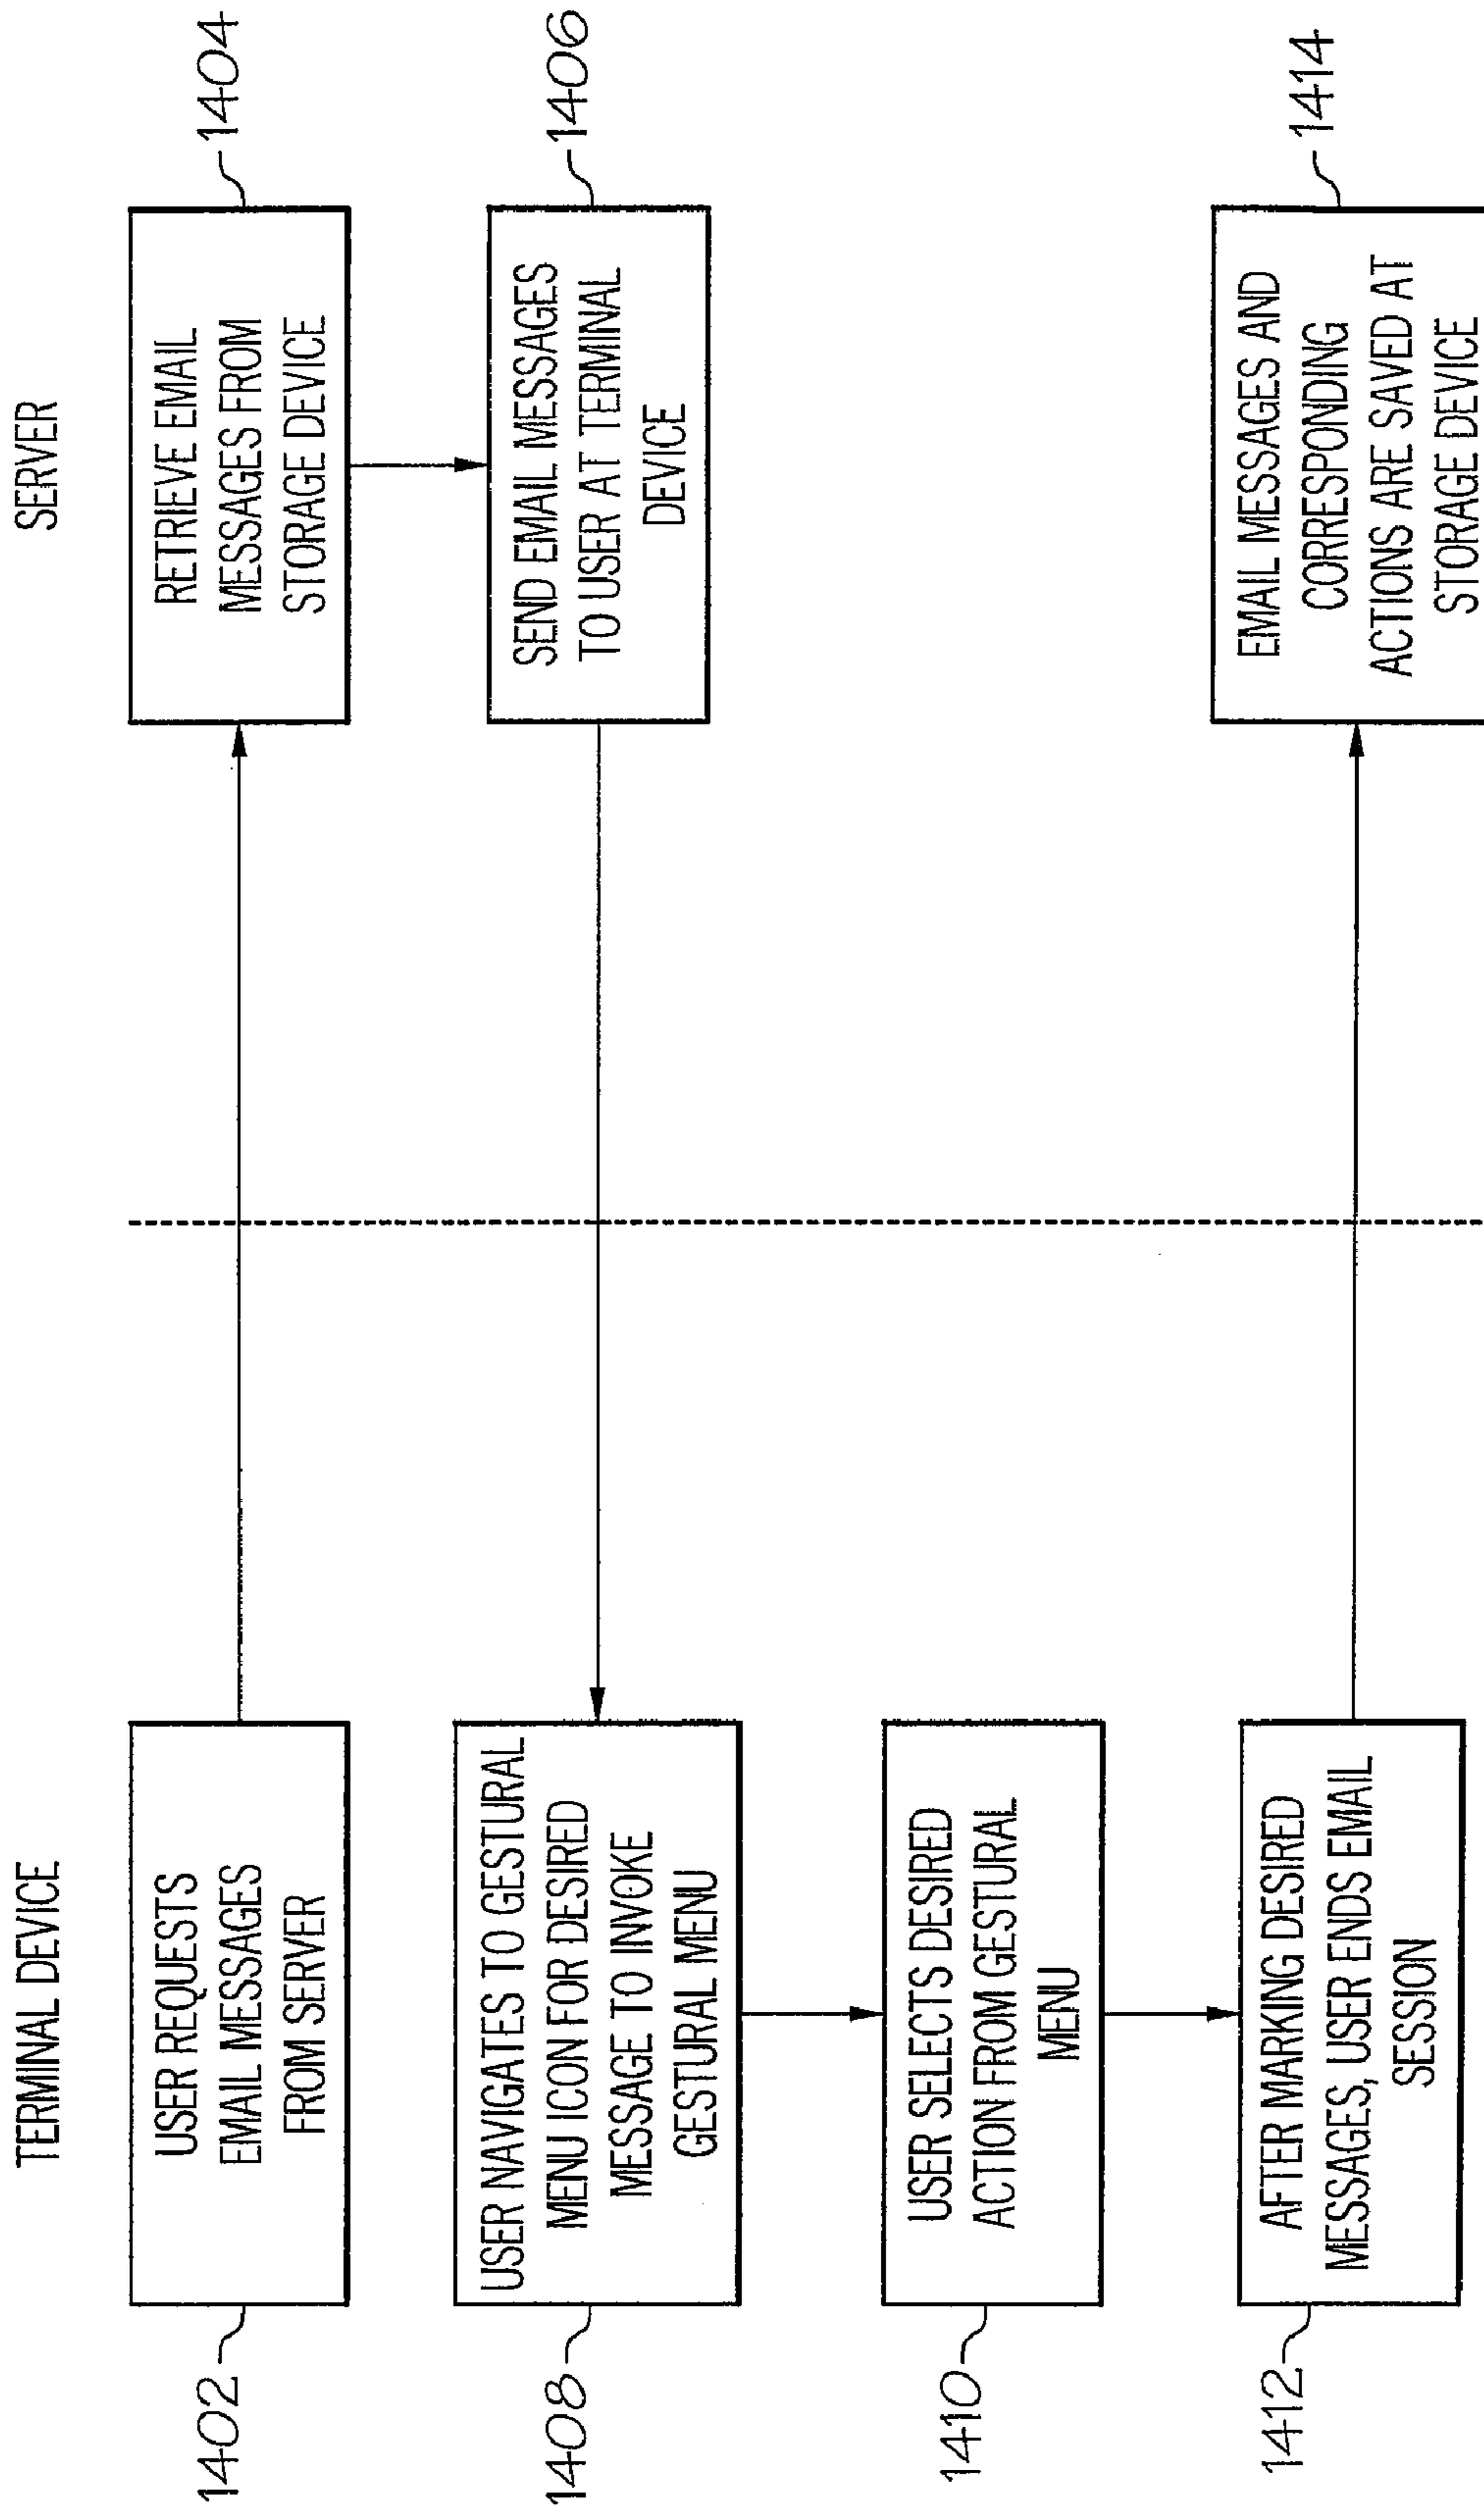 TERMINAL DEVICE
SERVER
1402
USER REQUESTS
EMAIL MESSAGES
FROM SERVER
1404
RETRIEVE EMAIL
MESSAGES FROM
STORAGE DEVICE
1406
SEND EMAIL MESSAGES
TO USER AT TERMINAL
DEVICE
1408
USER NAVIGATES TO GESTURAL
MENU ICON FOR DESIRED
MESSAGE TO INVOKE
GESTURAL MENU
1410
USER SELECTS DESIRED
ACTION FROM GESTURAL
MENU
1412
AFTER MARKING DESIRED
MESSAGES, USER ENDS EMAIL
SESSION
1414
EMAIL MESSAGES AND
CORRESPONDING
ACTIONS ARE SAVED AT
STORAGE DEVICE